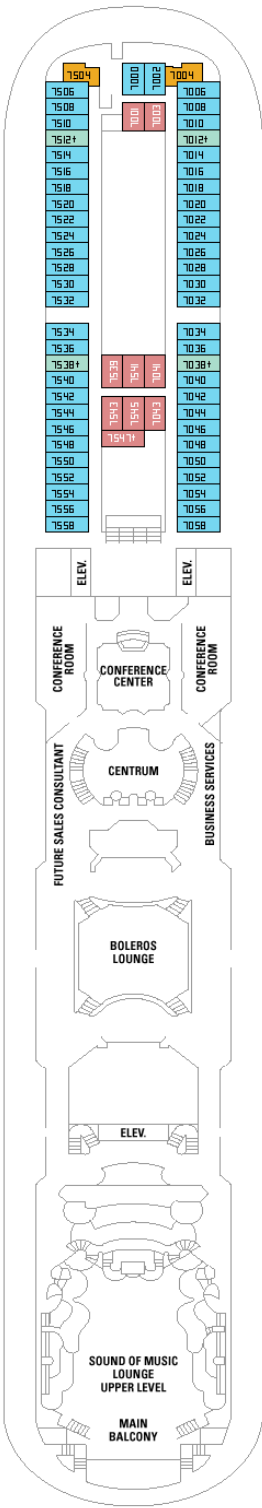 7504 7000 7002 7004
7506 7006
7508 7001 7003 7008
7510 7010
7512† 7012†
7514 7014
7516 7016
7518 7018
7520 7020
7522 7022
7524 7024
7526 7026
7528 7028
7530 7030
7532 7032
7534 7034
7536 7036
7538† 7539 7541 7041 7038†
7540 7040
7542 7042
7544 7543 7545 7043 7044
7546 7046
7548 7547† 7048
7550 7050
7552 7052
7554 7054
7556 7056
7558 7058
ELEV. ELEV.
CONFERENCE
ROOM
CONFERENCE
CENTER
CONFERENCE
ROOM
FUTURE SALES CONSULTANT
CENTRUM
BUSINESS SERVICES
BOLEROS
LOUNGE
ELEV.
SOUND OF MUSIC
LOUNGE
UPPER LEVEL
MAIN
BALCONY